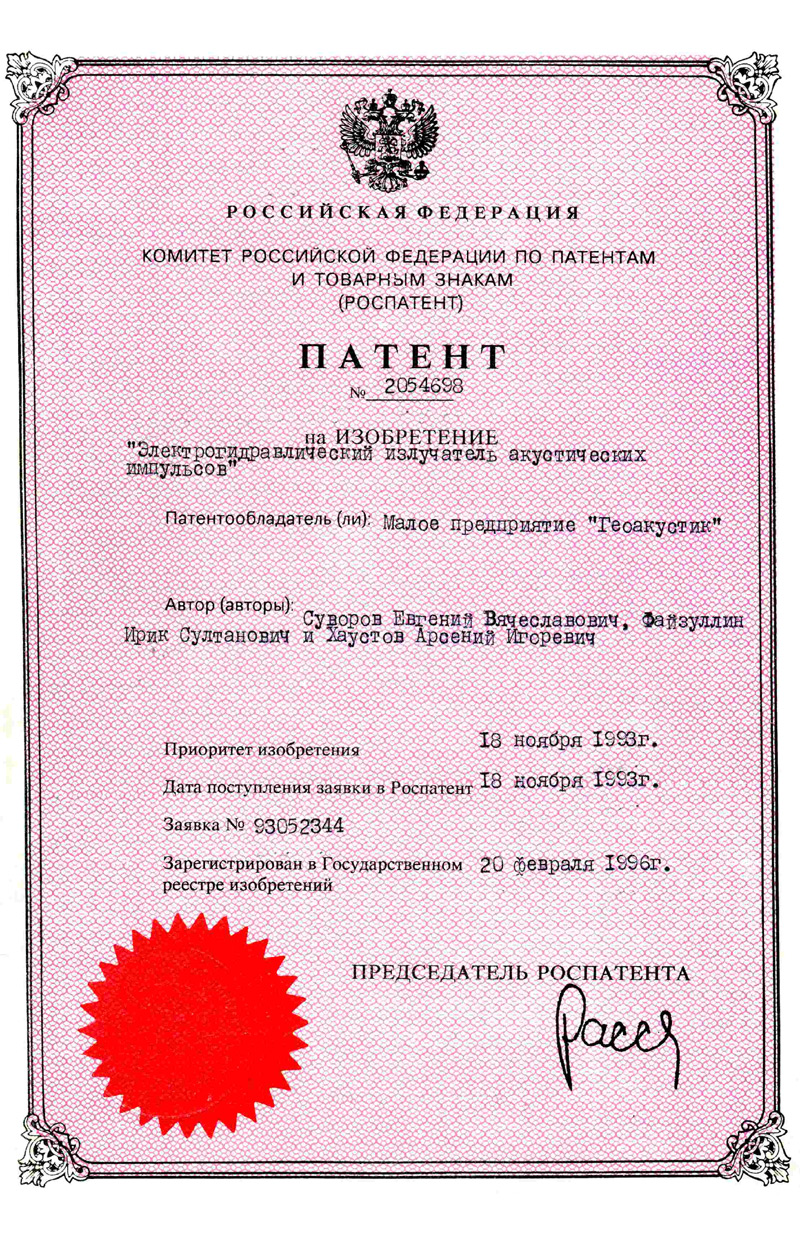 РОССИЙСКАЯ ФЕДЕРАЦИЯ
КОМИТЕТ РОССИЙСКОЙ ФЕДЕРАЦИИ ПО ПАТЕНТАМ
И ТОВАРНЫМ ЗНАКАМ
(РОСПАТЕНТ)
ПАТЕНТ
№ 2054698
на ИЗОБРЕТЕНИЕ
"Электрогидравлический излучатель акустических
импульсов"
Патентообладатель (ли): Малое предприятие "Геоакустик"
Автор (авторы): Суворов Евгений Вячеславович, Файзуллин
Ирик Султанович и Хаустов Арсений Игоревич
Приоритет изобретения 18 ноября 1993г.
Дата поступления заявки в Роспатент 18 ноября 1993г.
Заявка № 93052344
Зарегистрирован в Государственном 20 февраля 1996г.
реестре изобретений
ПРЕДСЕДАТЕЛЬ РОСПАТЕНТА